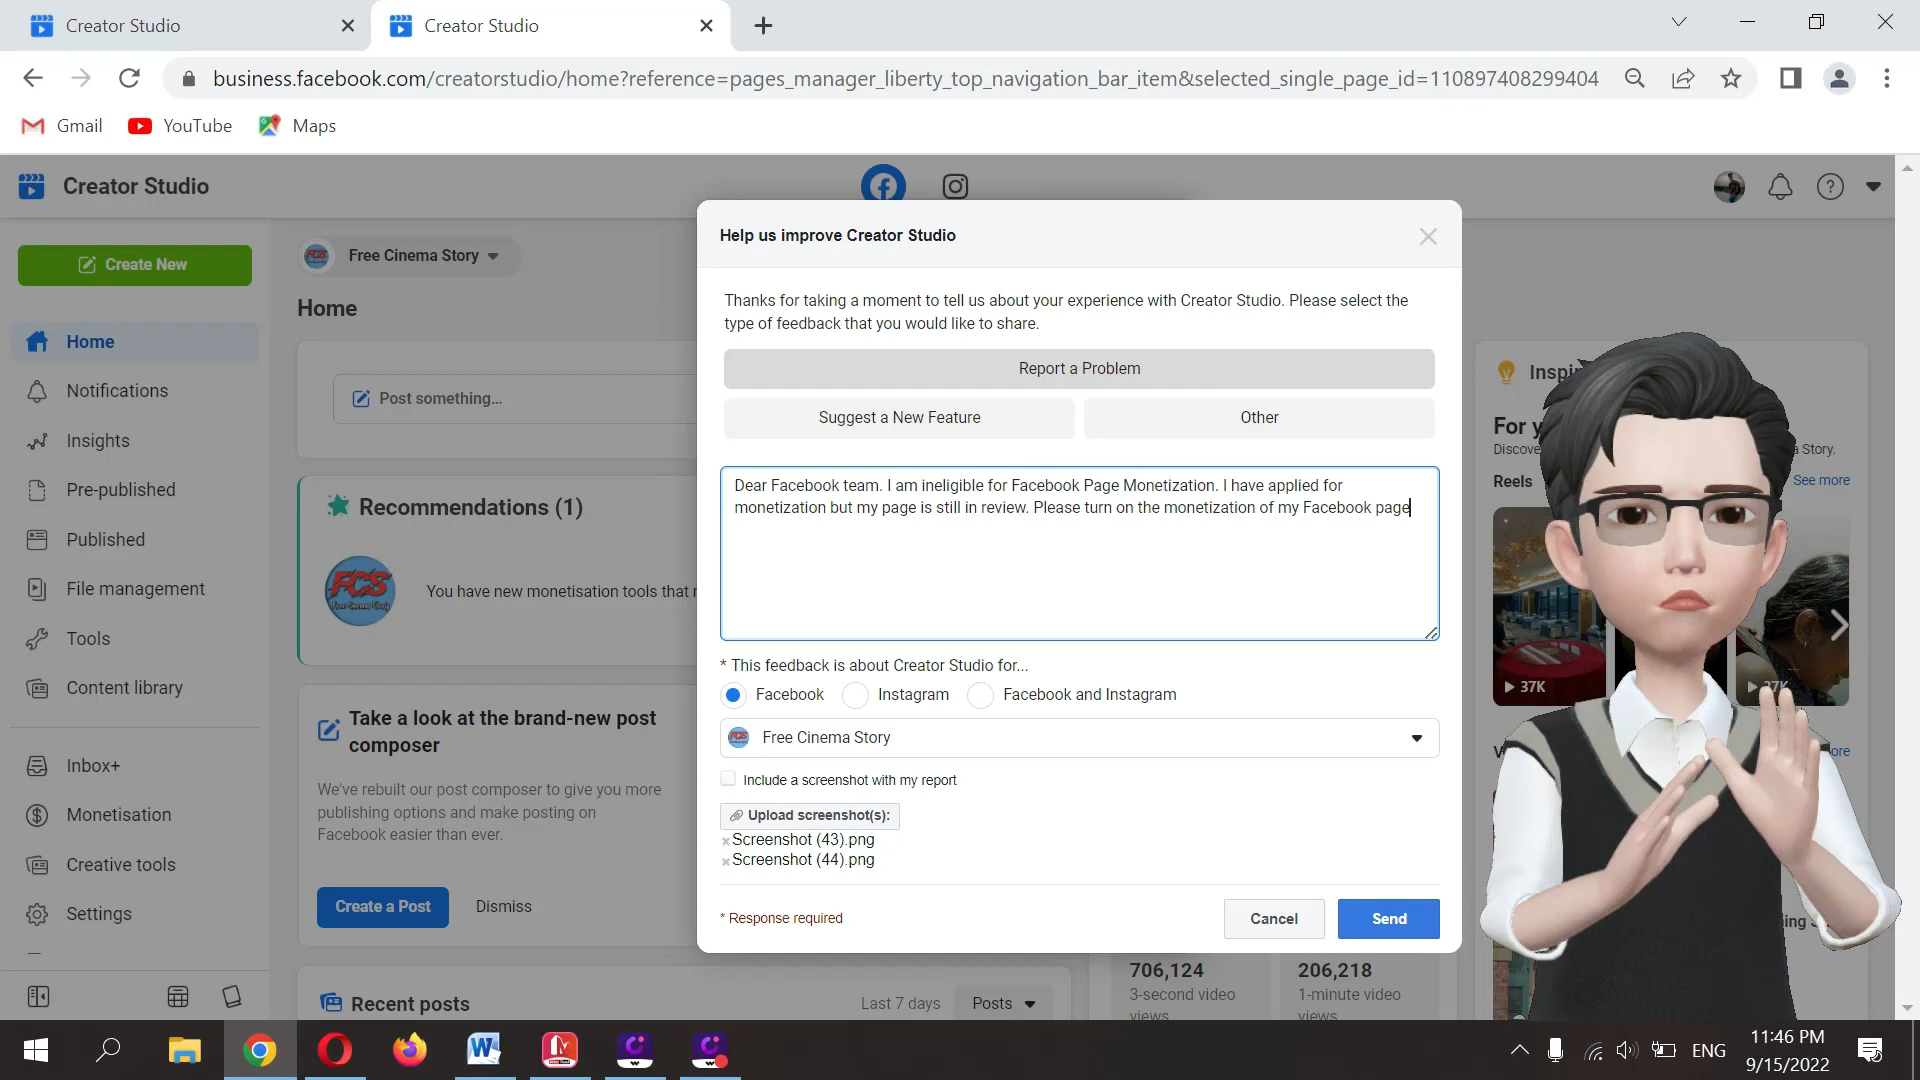 Creator Studio
Creator Studio
business.facebook.com/creatorstudio/home?reference=pages_manager_liberty_top_navigation_bar_item&selected_single_page_id=110897408299404
Gmail
YouTube
Maps
Creator Studio
Create New
Home
Notifications
Insights
Pre-published
Published
File management
Tools
Content library
Inbox+
Monetisation
Creative tools
Settings
Free Cinema Story
Home
Post something...
Recommendations (1)
FCS
Free Cinema Story
You have new monetisation tools that
Take a look at the brand-new post
composer
We've rebuilt our post composer to give you more
publishing options and make posting on
Facebook easier than ever.
Create a Post
Dismiss
Recent posts
Last 7 days
Posts
Help us improve Creator Studio
Thanks for taking a moment to tell us about your experience with Creator Studio. Please select the
type of feedback that you would like to share.
Report a Problem
Suggest a New Feature
Other
Dear Facebook team. I am ineligible for Facebook Page Monetization. I have applied for
monetization but my page is still in review. Please turn on the monetization of my Facebook page
* This feedback is about Creator Studio for...
Facebook
Instagram
Facebook and Instagram
Free Cinema Story
Include a screenshot with my report
Upload screenshot(s):
Screenshot (43).png
Screenshot (44).png
* Response required
Cancel
Send
706,124
3-second video
views
206,218
1-minute video
views
For
a Story.
Reels
See more
37K
37K
ENG
11:46 PM
9/15/2022